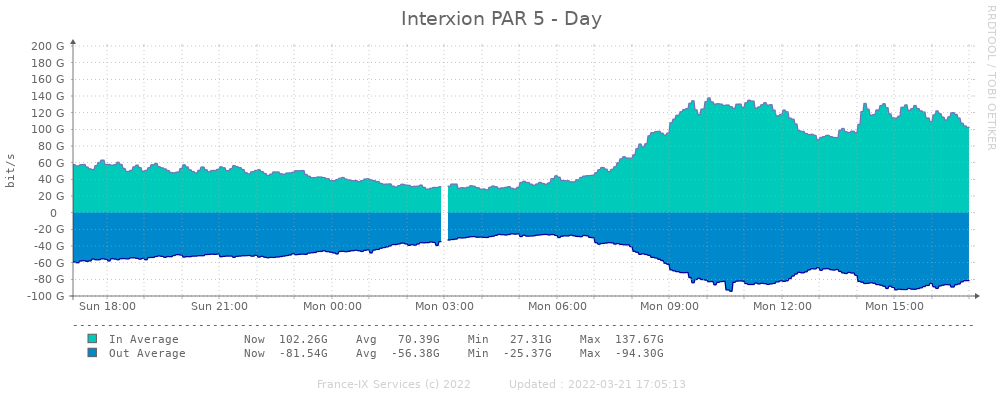 Interxion PAR 5 - Day
RRDTOOL / TOBI OETIKER
bit/s
200 G
180 G
160 G
140 G
120 G
100 G
80 G
60 G
40 G
20 G
0
-20 G
-40 G
-60 G
-80 G
-100 G
Sun 18:00 Sun 21:00 Mon 00:00 Mon 03:00 Mon 06:00 Mon 09:00 Mon 12:00 Mon 15:00
In Average Now 102.26G Avg 70.39G Min 27.31G Max 137.67G
Out Average Now -81.54G Avg -56.38G Min -25.37G Max -94.30G
France-IX Services (c) 2022 Updated : 2022-03-21 17:05:13